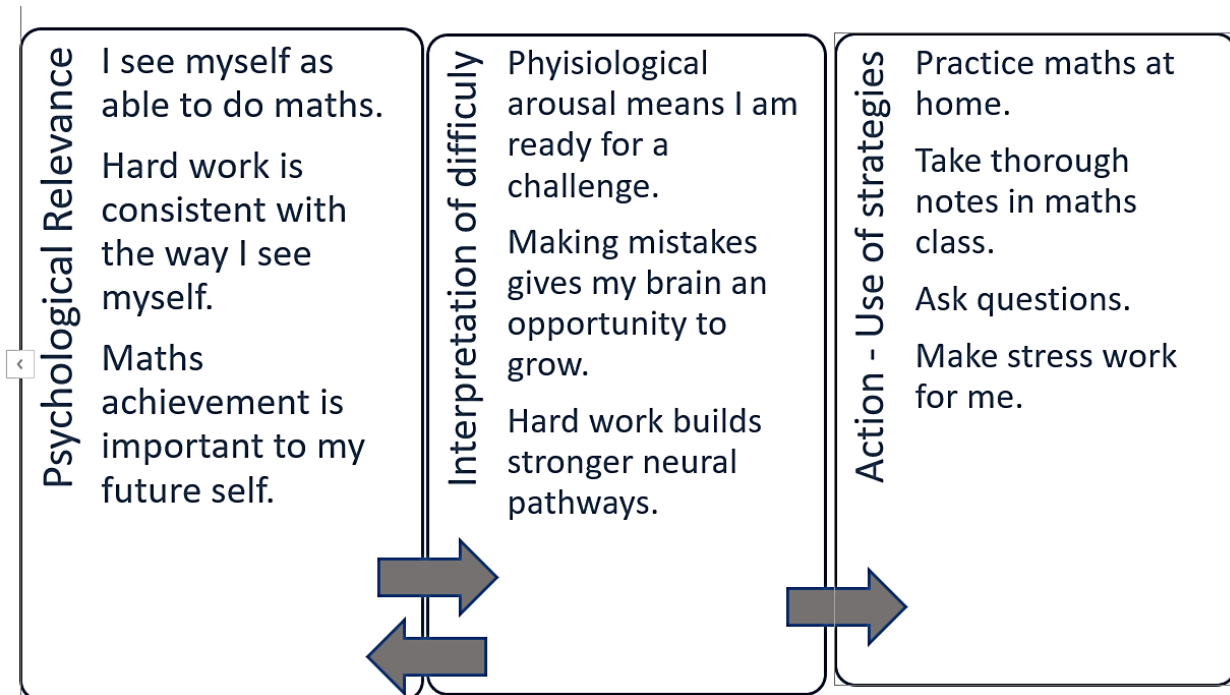 Psychological Relevance
I see myself as
able to do maths.
Hard work is
consistent with
the way I see
myself.
Maths
achievement is
important to my
future self.
Interpretation of difficuly
Phyisiological
arousal means I am
ready for a
challenge.
Making mistakes
gives my brain an
opportunity to
grow.
Hard work builds
stronger neural
pathways.
Action - Use of strategies
Practice maths at
home.
Take thorough
notes in maths
class.
Ask questions.
Make stress work
for me.